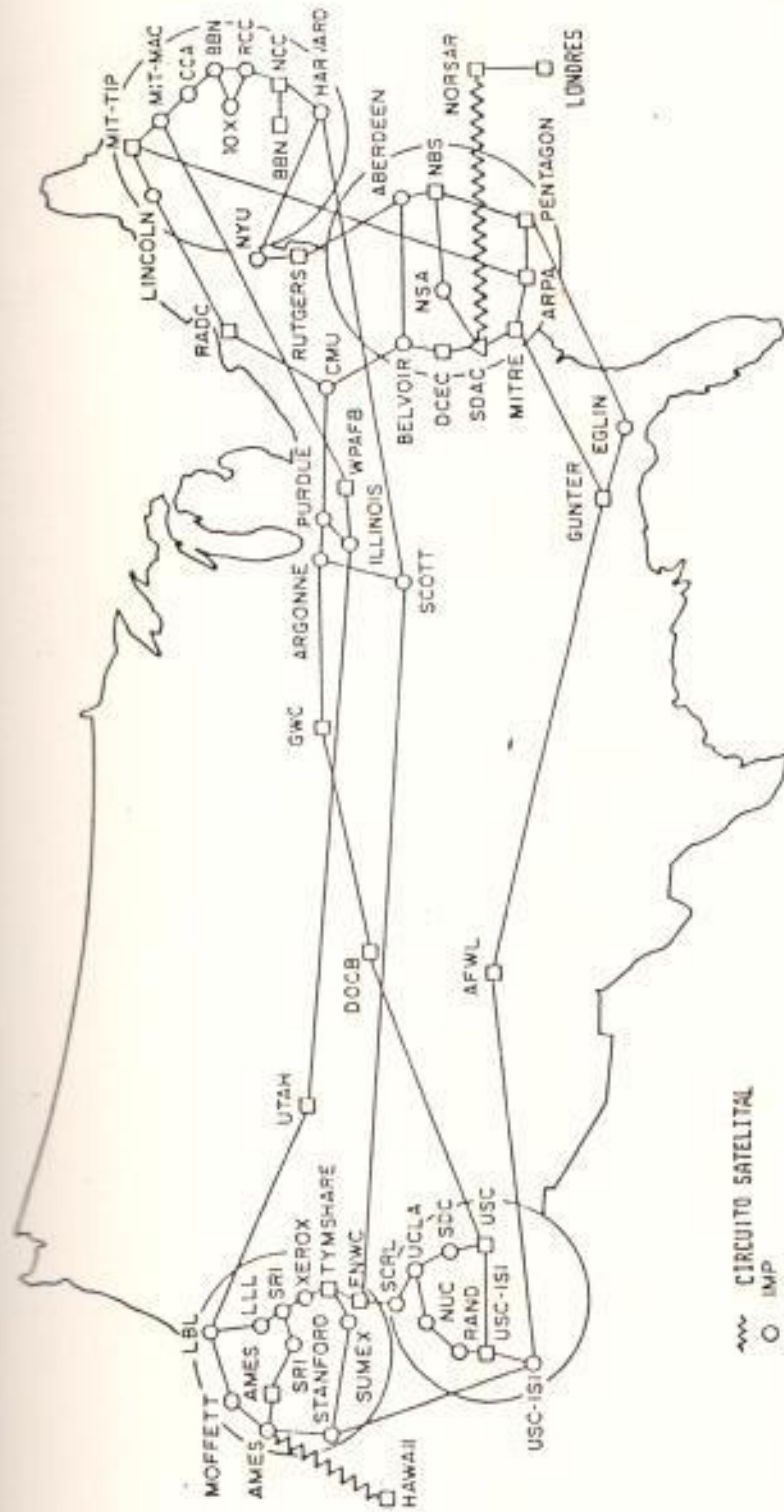 MOFFETT
LBL
AMES
AMES
LLL
SRI
SRI
XEROX
STANFORD
TYMSHARE
SUMEX
FNWC
HAWAII
SCRL
UCLA
SDC
NUC
RAND
USC
USC-ISI
USC-ISI
UTAH
DOCB
AFWL
GWC
ARGONNE
PURDUE
WPAFB
ILLINOIS
SCOTT
GUNTER
EGLIN
CMU
RADC
LINCOLN
MIT-TIP
MIT-MAC
CCA
BBN
RCC
10X
NCC
BBN
HARVARD
NYU
RUTGERS
ABERDEEN
BELVOIR
NBS
NSA
DCEC
SDAC
MITRE
ARPA
PENTAGON
NORSAR
LONDRES
CIRCUITO SATELITAL
IMP